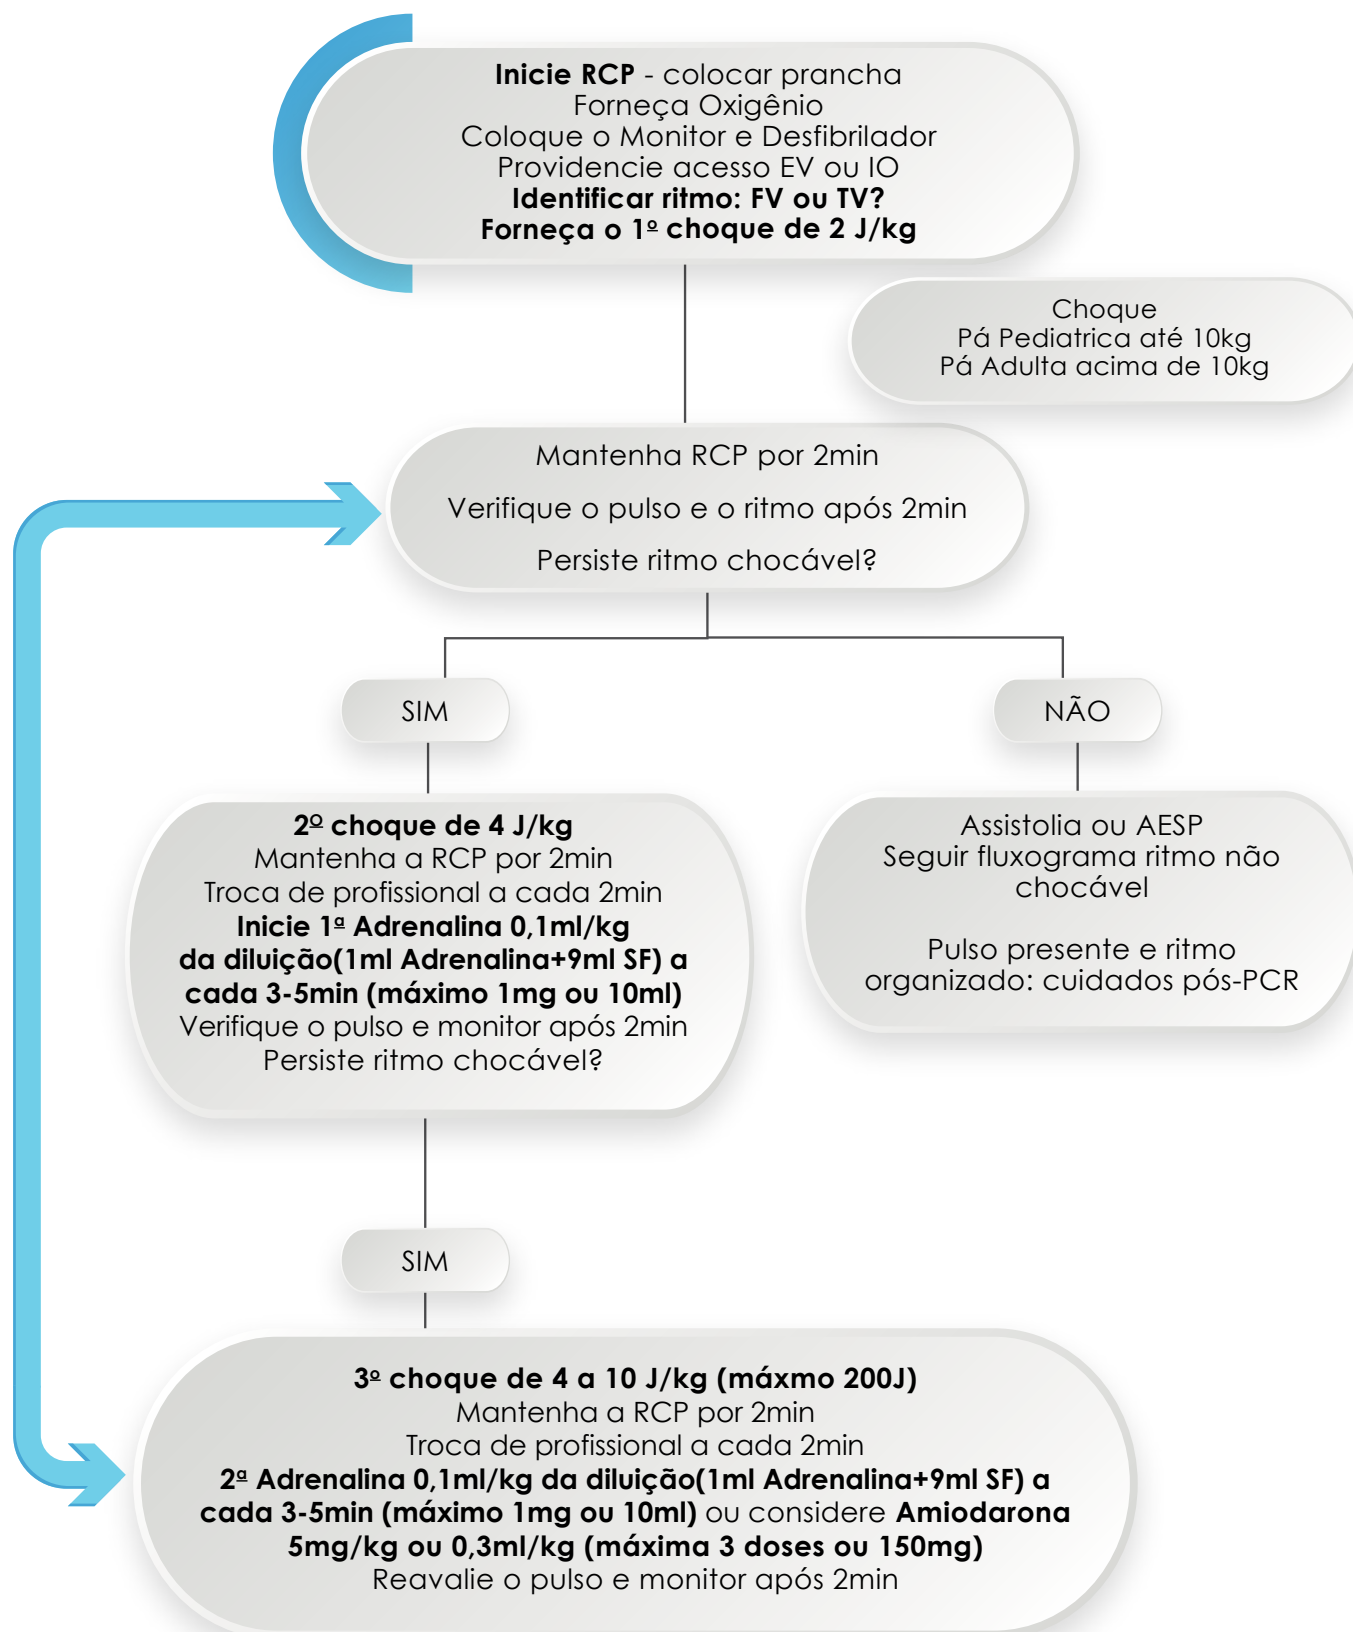 Inicie RCP - colocar prancha
Forneça Oxigênio
Coloque o Monitor e Desfibrilador
Providencie acesso EV ou IO
Identificar ritmo: FV ou TV?
Forneça o 1º choque de 2 J/kg
Choque
Pá Pediatrica até 10kg
Pá Adulta acima de 10kg
Mantenha RCP por 2min
Verifique o pulso e o ritmo após 2min
Persiste ritmo chocável?
SIM
NÃO
2º choque de 4 J/kg
Mantenha a RCP por 2min
Troca de profissional a cada 2min
Inicie 1ª Adrenalina 0,1ml/kg
da diluição(1ml Adrenalina+9ml SF) a
cada 3-5min (máximo 1mg ou 10ml)
Verifique o pulso e monitor após 2min
Persiste ritmo chocável?
Assistolia ou AESP
Seguir fluxograma ritmo não
chocável
Pulso presente e ritmo
organizado: cuidados pós-PCR
SIM
3º choque de 4 a 10 J/kg (máxmo 200J)
Mantenha a RCP por 2min
Troca de profissional a cada 2min
2ª Adrenalina 0,1ml/kg da diluição(1ml Adrenalina+9ml SF) a
cada 3-5min (máximo 1mg ou 10ml) ou considere Amiodarona
5mg/kg ou 0,3ml/kg (máxima 3 doses ou 150mg)
Reavalie o pulso e monitor após 2min